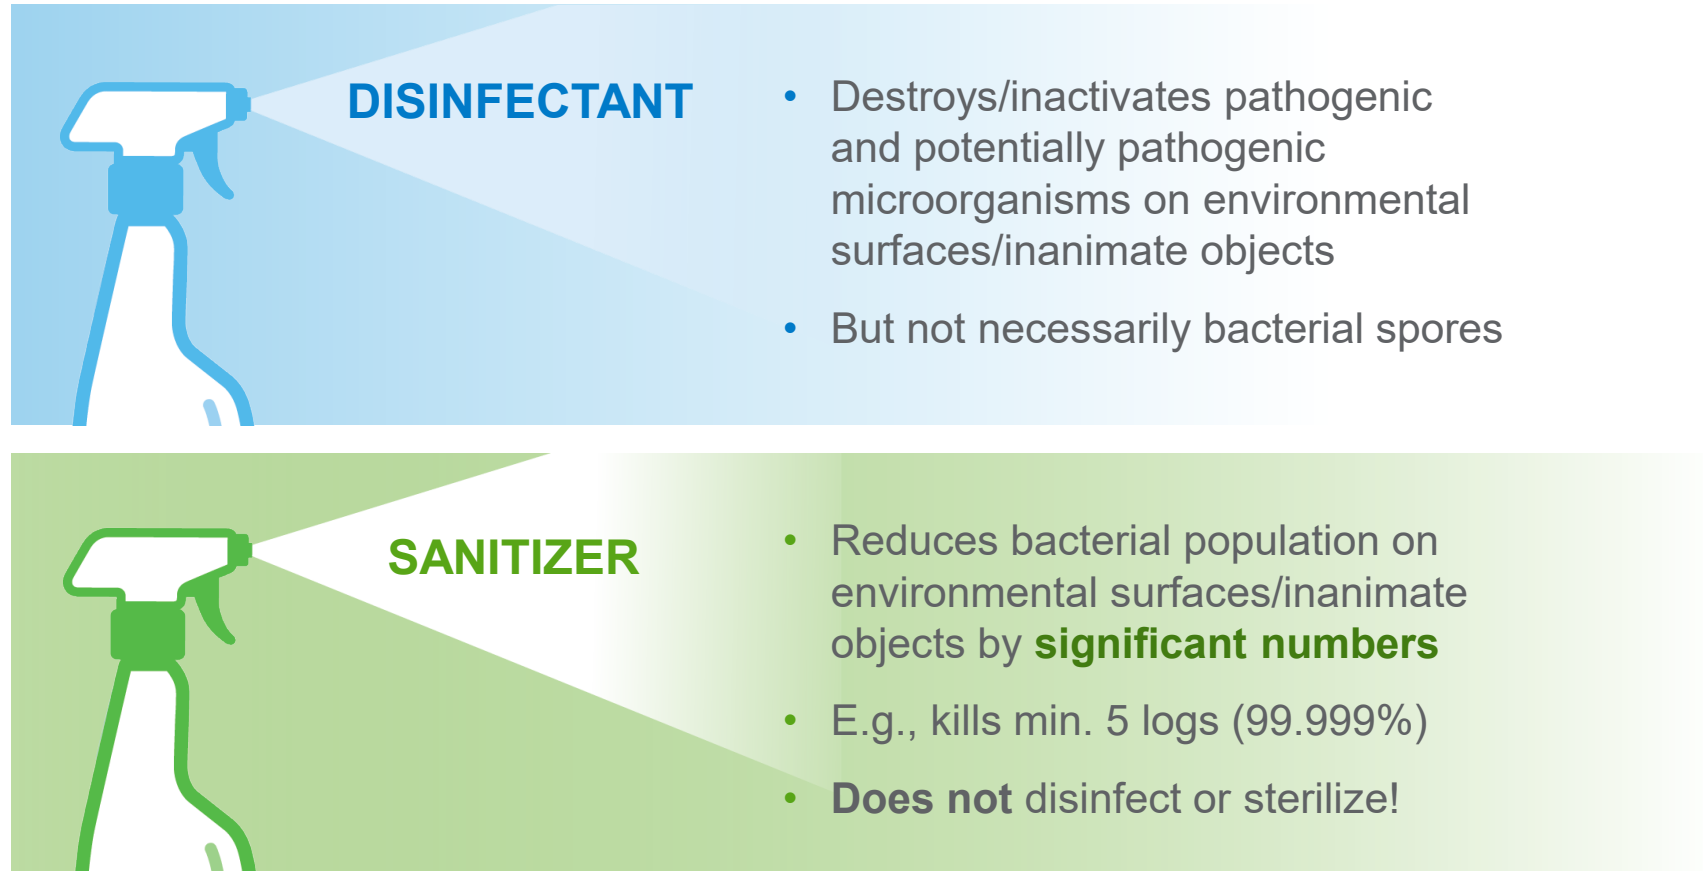 DISINFECTANT
• Destroys/inactivates pathogenic
and potentially pathogenic
microorganisms on environmental
surfaces/inanimate objects
• But not necessarily bacterial spores
SANITIZER
• Reduces bacterial population on
environmental surfaces/inanimate
objects by significant numbers
• E.g., kills min. 5 logs (99.999%)
• Does not disinfect or sterilize!